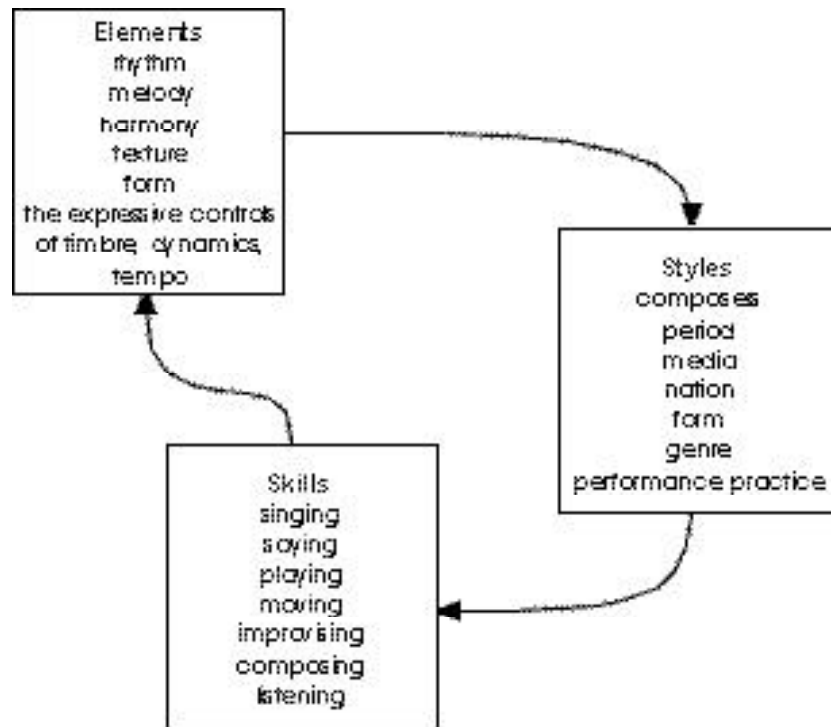 Elements
rhythm
melody
harmony
texture
form
the expressive controls
of timbre, dynamics,
tempo
Styles
composes
period
media
nation
form
genre
performance practice
Skills
singing
saying
playing
moving
improvising
composing
listening